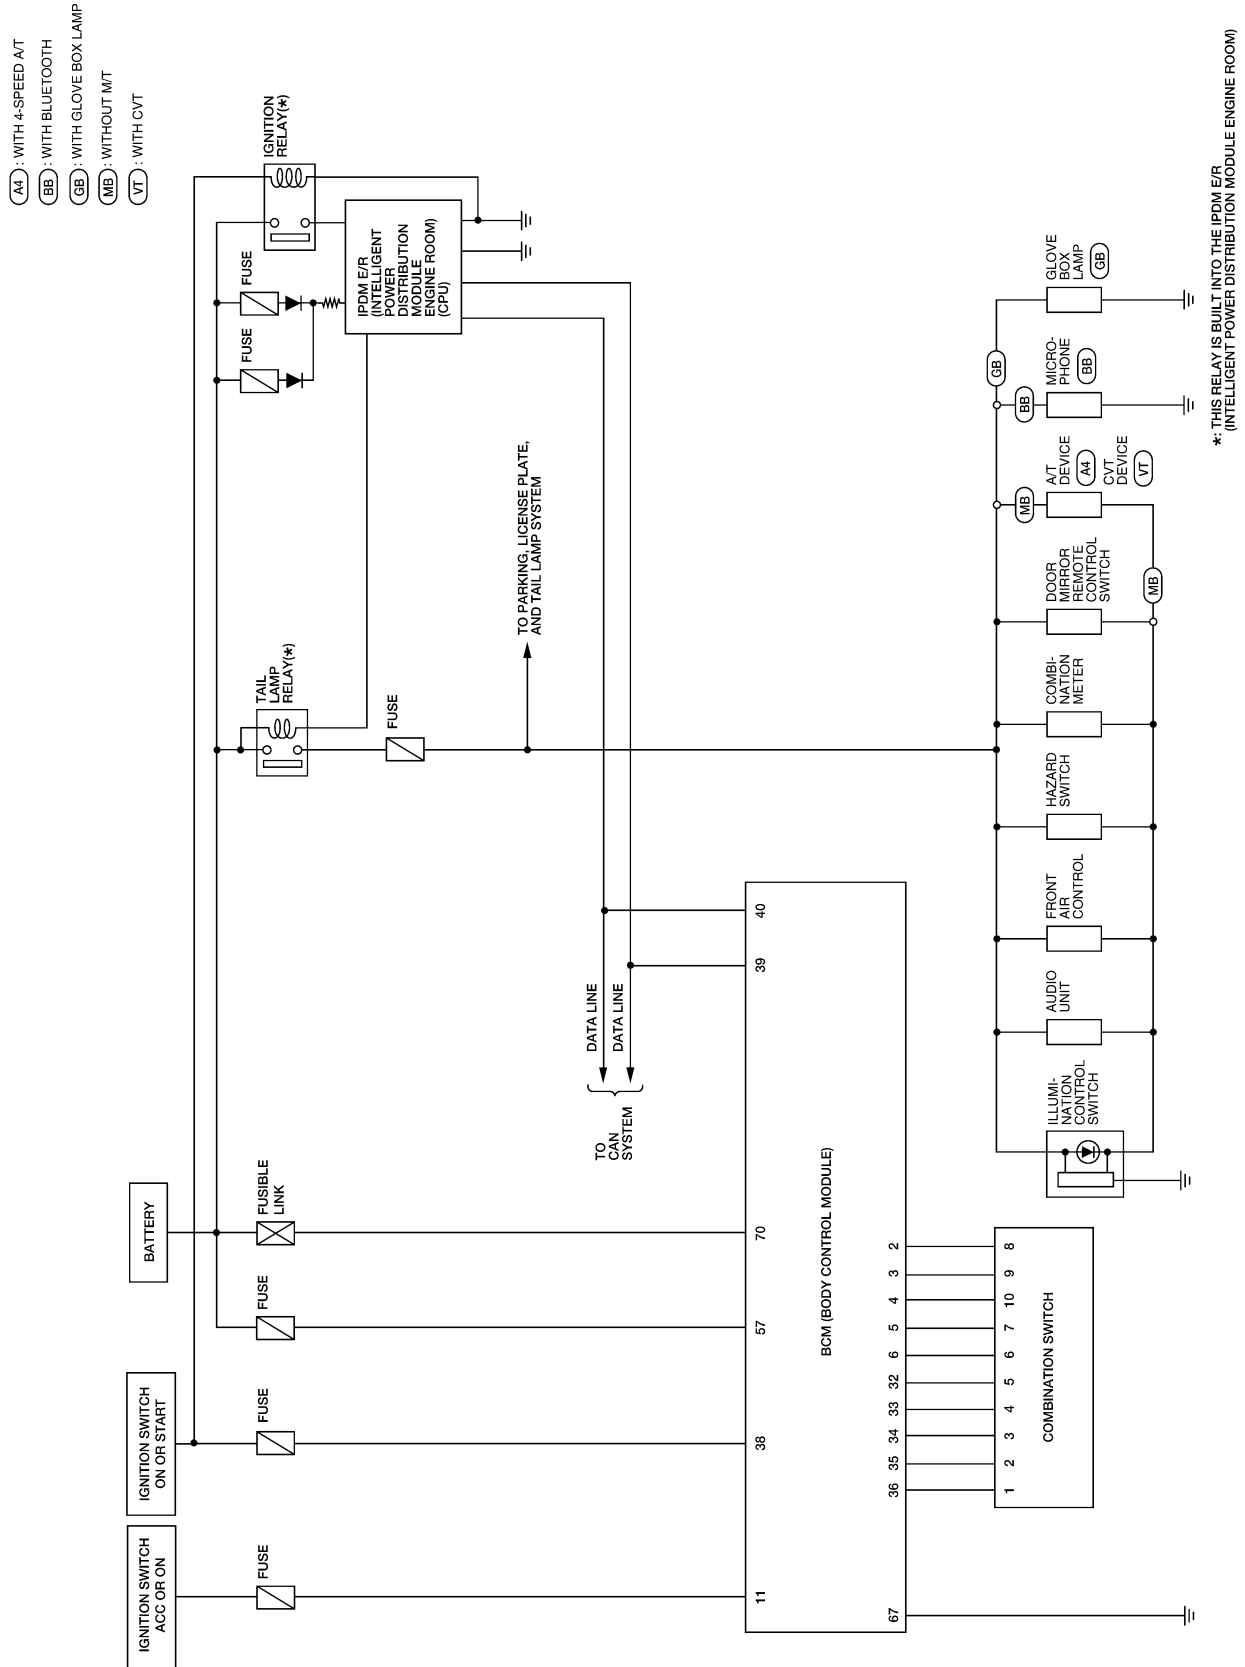 A4 : WITH 4-SPEED A/T
BB : WITH BLUETOOTH
GB : WITH GLOVE BOX LAMP
MB : WITHOUT M/T
VT : WITH CVT
IGNITION SWITCH
ACC OR ON
IGNITION SWITCH
ON OR START
BATTERY
FUSE
FUSE
FUSE
FUSIBLE
LINK
TAIL
LAMP
RELAY(*)
FUSE
FUSE
IGNITION
RELAY(*)
IPDM E/R
(INTELLIGENT
POWER
DISTRIBUTION
MODULE
ENGINE ROOM)
(CPU)
FUSE
TO PARKING, LICENSE PLATE,
AND TAIL LAMP SYSTEM
DATA LINE
DATA LINE
TO
CAN
SYSTEM
11
38
57
70
39
40
BCM (BODY CONTROL MODULE)
67
36
35
34
33
32
6
5
4
3
2
1
2
3
4
5
6
7
10
9
8
COMBINATION SWITCH
ILLUMI-
NATION
CONTROL
SWITCH
AUDIO
UNIT
FRONT
AIR
CONTROL
HAZARD
SWITCH
COMBI-
NATION
METER
DOOR
MIRROR
REMOTE
CONTROL
SWITCH
MB
MB
A/T
DEVICE
A4
CVT
DEVICE
VT
BB
MICRO-
PHONE
BB
GB
GLOVE
BOX
LAMP
GB
*: THIS RELAY IS BUILT INTO THE IPDM E/R
(INTELLIGENT POWER DISTRIBUTION MODULE ENGINE ROOM)